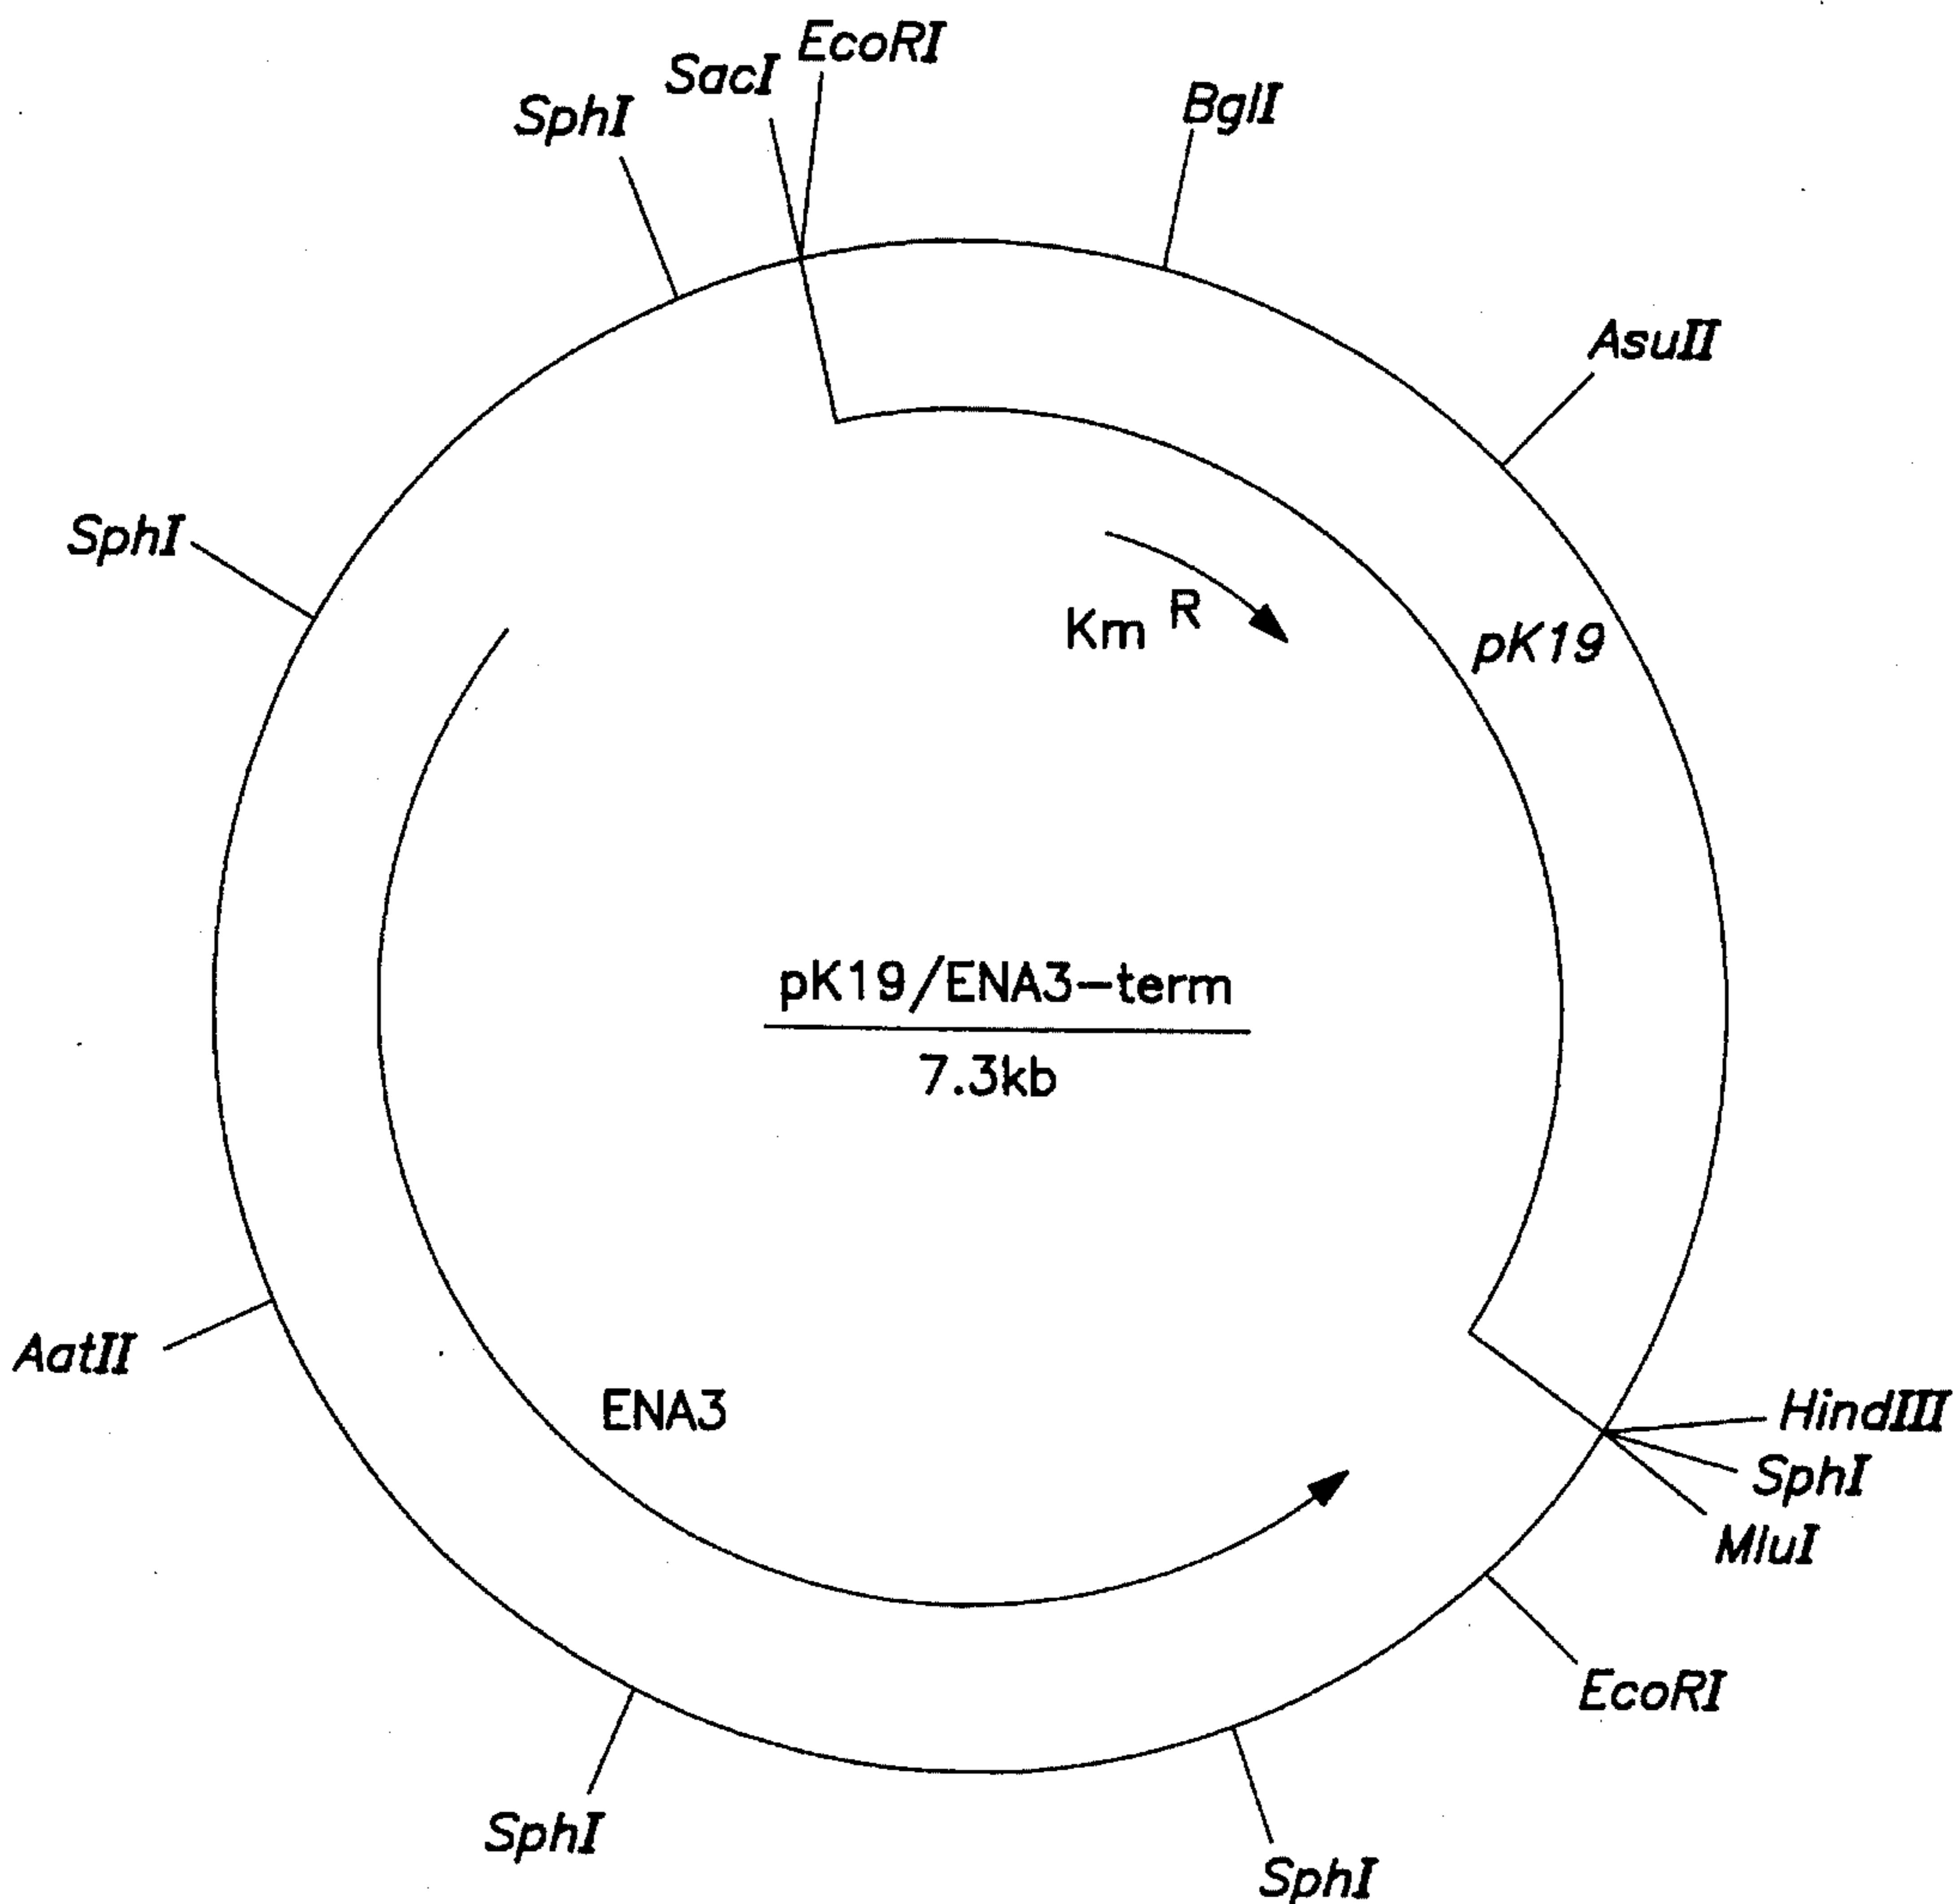 EcoRI
SacI
SphI
BglI
AsuII
SphI
Km R
pK19
pK19/ENA3-term
7.3kb
AatII
ENA3
HindIII
SphI
MluI
EcoRI
SphI
SphI